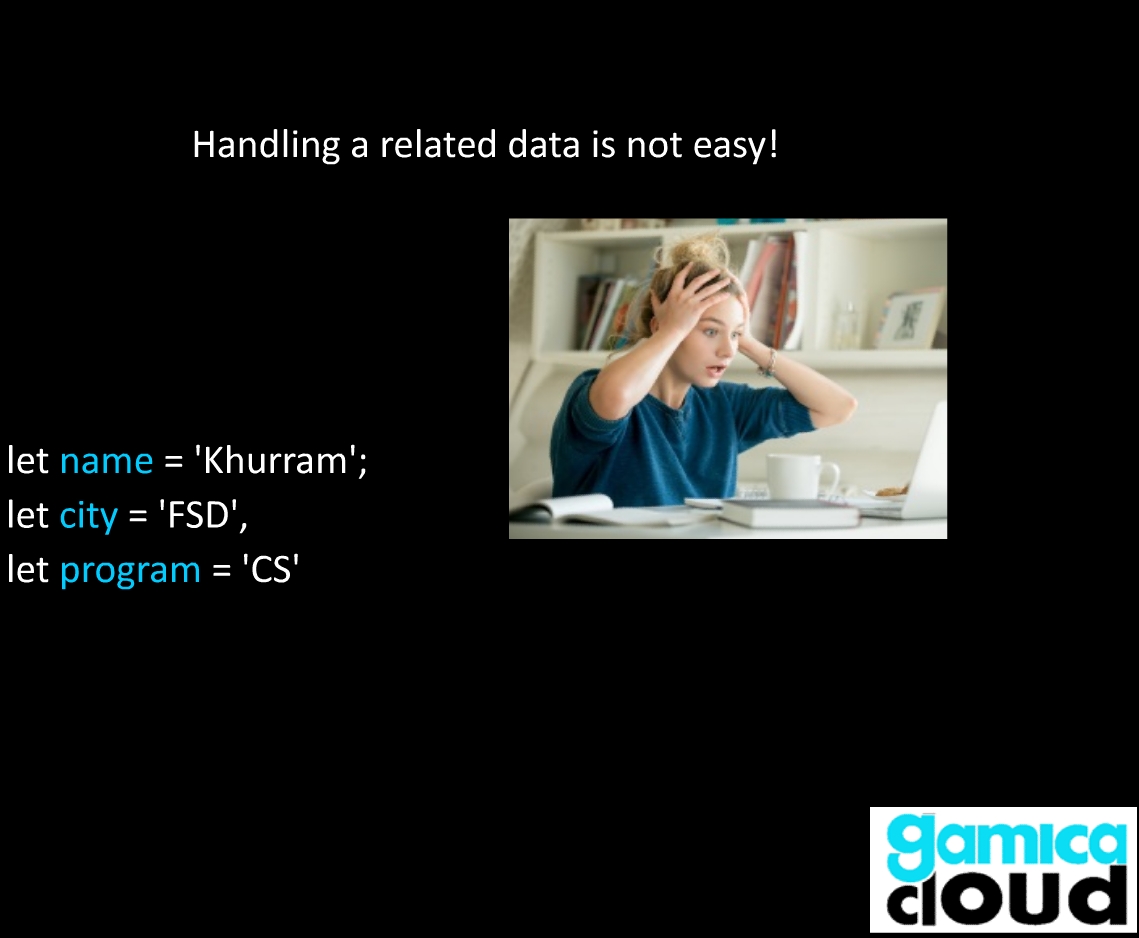 Handling a related data is not easy!
let name = 'Khurram';
let city = 'FSD',
let program = 'CS'
gamica
cloud